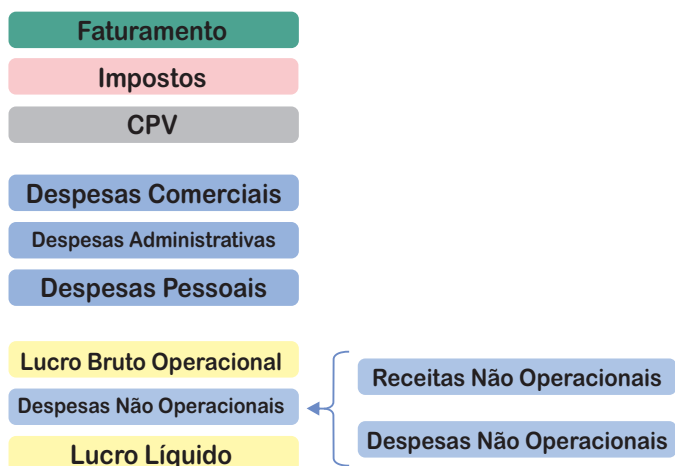 Faturamento
Impostos
CPV
Despesas Comerciais
Despesas Administrativas
Despesas Pessoais
Lucro Bruto Operacional
Despesas Não Operacionais
Lucro Líquido
Receitas Não Operacionais
Despesas Não Operacionais